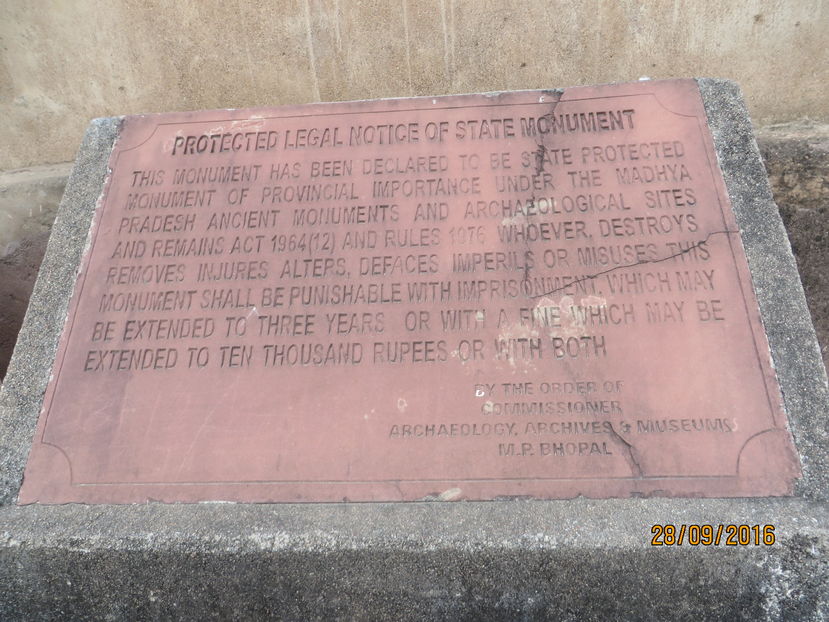 PROTECTED LEGAL NOTICE OF STATE MONUMENT
THIS MONUMENT HAS BEEN DECLARED TO BE STATE PROTECTED
MONUMENT OF PROVINCIAL IMPORTANCE UNDER THE MADHYA
PRADESH ANCIENT MONUMENTS AND ARCHAEOLOGICAL SITES
AND REMAINS ACT 1964(12) AND RULES 1976 WHOEVER, DESTROYS
REMOVES INJURES ALTERS, DEFACES IMPERILS OR MISUSES THIS
MONUMENT SHALL BE PUNISHABLE WITH IMPRISONMENT. WHICH MAY
BE EXTENDED TO THREE YEARS OR WITH A FINE WHICH MAY BE
EXTENDED TO TEN THOUSAND RUPEES OR WITH BOTH
BY THE ORDER OF
COMMISSIONER
ARCHAEOLOGY, ARCHIVES & MUSEUMS
M.P. BHOPAL
28/09/2016